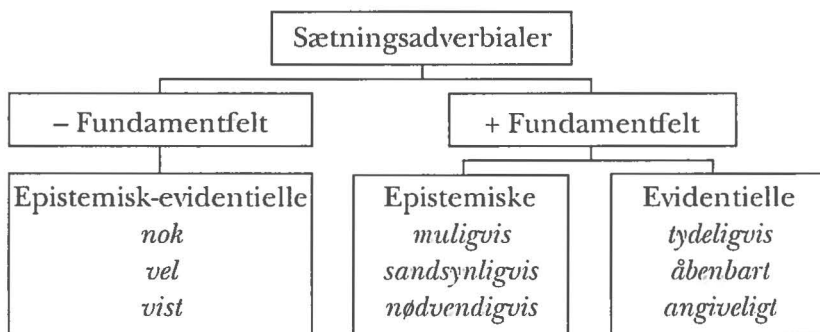 Sætningsadverbialer
– Fundamentfelt
+ Fundamentfelt
Epistemisk-evidentielle
nok
vel
vist
Epistemiske
muligvis
sandsynligvis
nødvendigvis
Evidentielle
tydeligvis
åbenbart
angiveligt